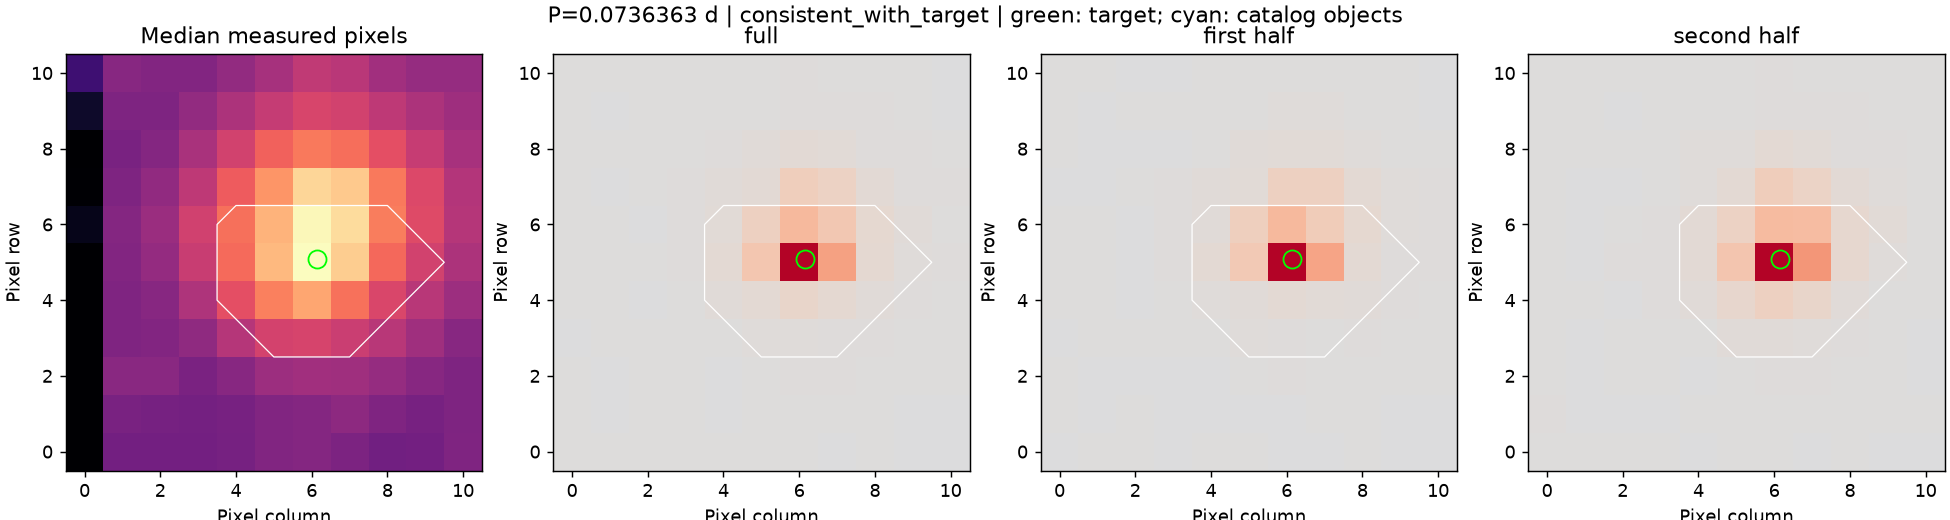 P=0.0736363 d | consistent_with_target | green: target; cyan: catalog objects
Median measured pixels
full
first half
second half
Pixel row
10
8
6
4
2
0
0 2 4 6 8 10
Pixel column
Pixel row
10
8
6
4
2
0
0 2 4 6 8 10
Pixel column
Pixel row
10
8
6
4
2
0
0 2 4 6 8 10
Pixel column
Pixel row
10
8
6
4
2
0
0 2 4 6 8 10
Pixel column